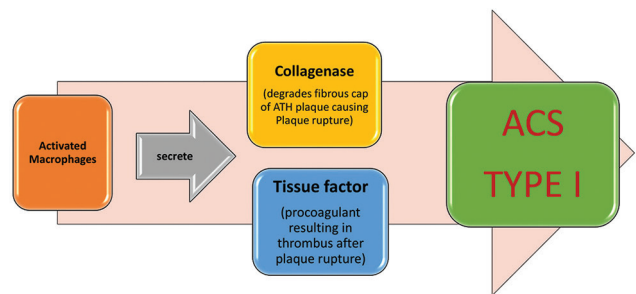 Activated
Macrophages
secrete
Collagenase
(degrades fibrous cap
of ATH plaque causing
Plaque rupture)
Tissue factor
(procoagulant
resulting in
thrombus after
plaque rupture)
ACS
TYPE I